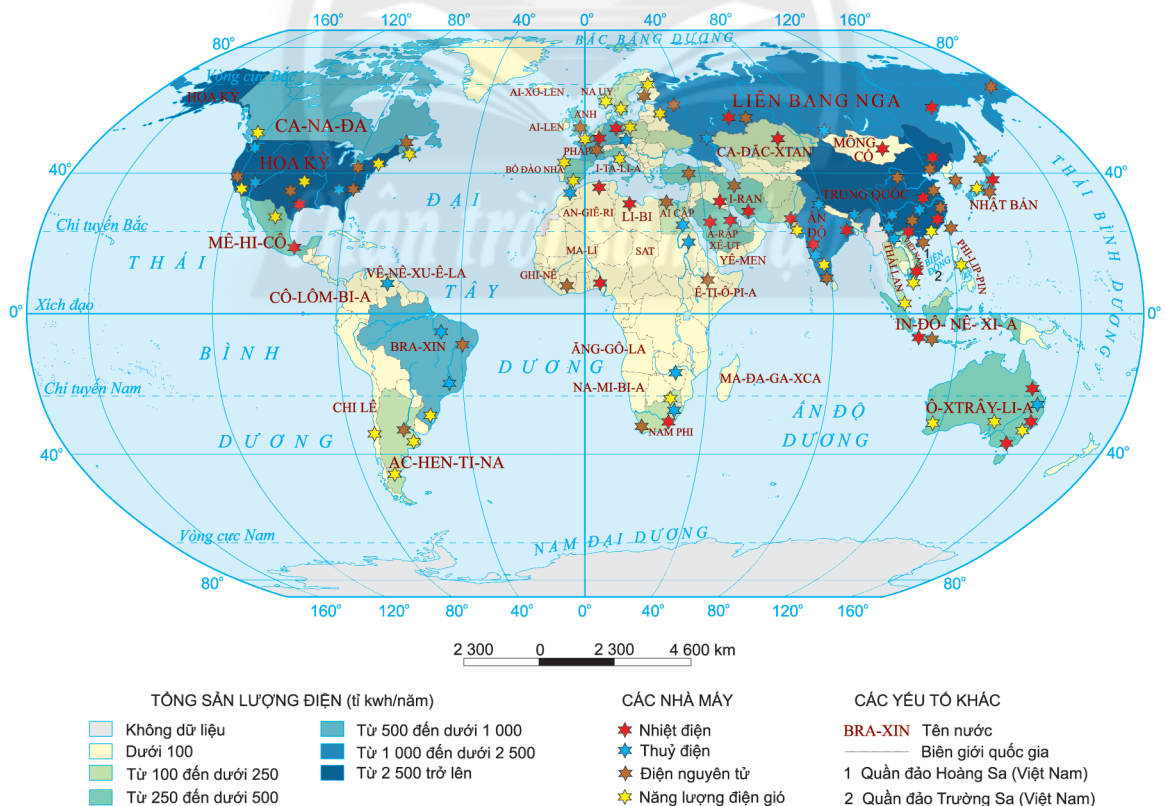 160° 120° 80° 40° 0° 40° 80° 120° 160°
BẮC BĂNG DƯƠNG
80° 80°
Vòng cực Bắc
HOA KỲ
AI-XƠ-LEN
NA UY
LIÊN BANG NGA
CA-NA-ĐA
ANH
AI-LEN
PHÁP
CA-DẮC-XTAN
MÔNG CỔ
40° 40°
HOA KỲ
BỒ ĐÀO NHA
I-TA-LI-A
TRUNG QUỐC
NHẬT BẢN
THÁI BÌNH DƯƠNG
ĐẠI
AN-GIÊ-RI
LI-BI
AI CẬP
I-RAN
Ả-RẬP XÊ-UT
ẤN ĐỘ
Chí tuyến Bắc
MÊ-HI-CÔ
MA-LI
SAT
YÊ-MEN
THÁI LAN
VIỆT NAM
BIỂN ĐÔNG
1
2
PHI-LIP-PIN
THÁI
VÊ-NÊ-XU-Ê-LA
GHI-NÊ
Ê-TI-Ô-PI-A
CÔ-LÔM-BI-A
TÂY
Xích đạo
0° 0°
IN-ĐÔ- NÊ- XI- A
BÌNH
BRA-XIN
DƯƠNG
ĂNG-GÔ-LA
NA-MI-BI-A
MA-ĐA-GA-XCA
Chí tuyến Nam
CHI LÊ
ẤN ĐỘ
Ô-XTRÂY-LI-A
DƯƠNG
NAM PHI
DƯƠNG
40° 40°
AC-HEN-TI-NA
Vòng cực Nam
NAM ĐẠI DƯƠNG
80° 80°
160° 120° 80° 40° 0° 40° 80° 120° 160°
2 300 0 2 300 4 600 km
TỔNG SẢN LƯỢNG ĐIỆN (tỉ kwh/năm)
Không dữ liệu
Dưới 100
Từ 100 đến dưới 250
Từ 250 đến dưới 500
Từ 500 đến dưới 1 000
Từ 1 000 đến dưới 2 500
Từ 2 500 trở lên
CÁC NHÀ MÁY
Nhiệt điện
Thuỷ điện
Điện nguyên tử
Năng lượng điện gió
CÁC YẾU TỐ KHÁC
BRA-XIN Tên nước
Biên giới quốc gia
1 Quần đảo Hoàng Sa (Việt Nam)
2 Quần đảo Trường Sa (Việt Nam)